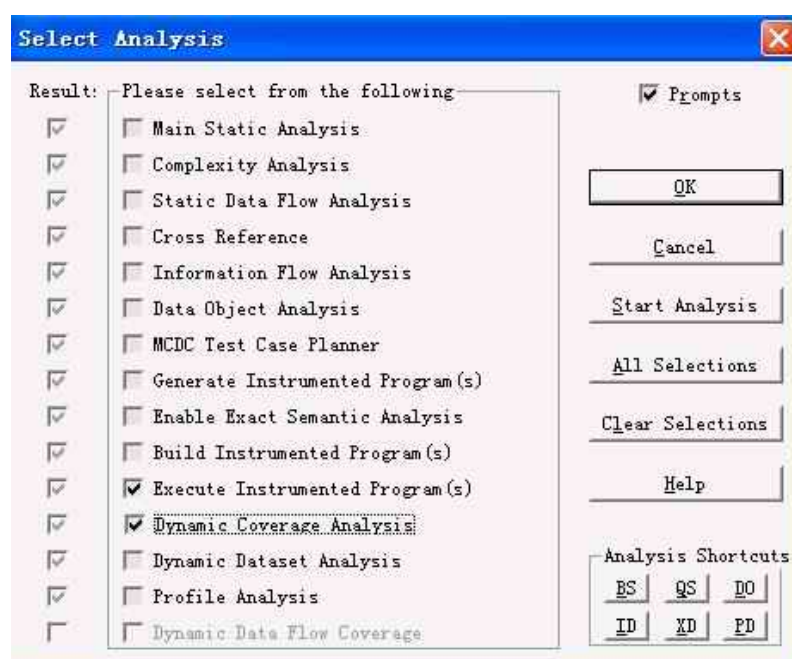 Select Analysis
Result:
Please select from the following
Main Static Analysis
Complexity Analysis
Static Data Flow Analysis
Cross Reference
Information Flow Analysis
Data Object Analysis
MCDC Test Case Planner
Generate Instrumented Program(s)
Enable Exact Semantic Analysis
Build Instrumented Program(s)
Execute Instrumented Program(s)
Dynamic Coverage Analysis
Dynamic Dataset Analysis
Profile Analysis
Dynamic Data Flow Coverage
Prompts
OK
Cancel
Start Analysis
All Selections
Clear Selections
Help
Analysis Shortcuts
BS QS DO
ID XD PD